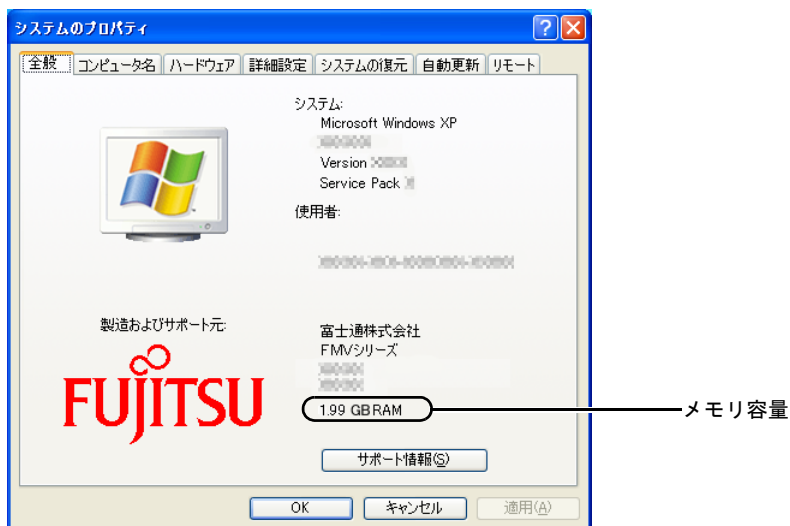 システムのプロパティ
全般 コンピュータ名 ハードウェア 詳細設定 システムの復元 自動更新 リモート
システム:
Microsoft Windows XP
Version
Service Pack
使用者:
製造およびサポート元:
富士通株式会社
FMVシリーズ
FUJITSU
1.99 GB RAM
メモリ容量
サポート情報(S)
OK キャンセル 適用(A)